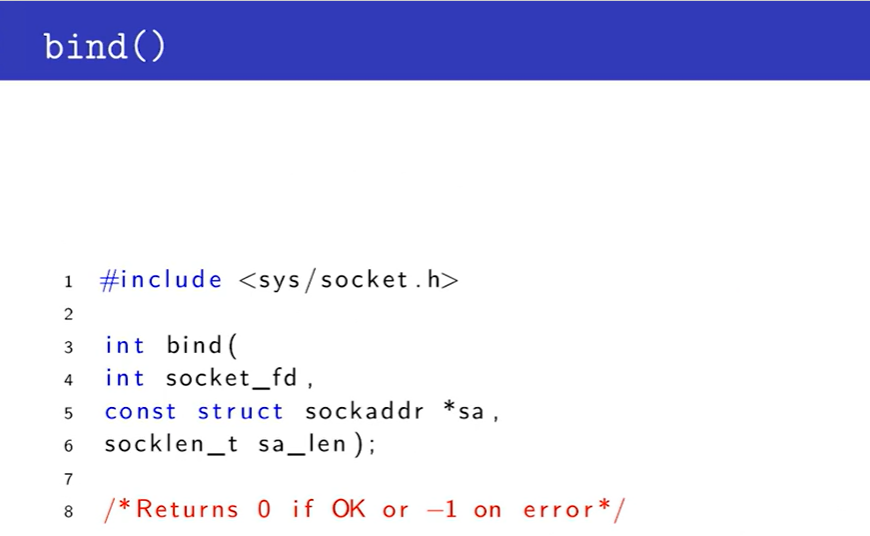 bind()
1 #include <sys/socket.h>
2
3 int bind(
4 int socket_fd,
5 const struct sockaddr *sa,
6 socklen_t sa_len);
7
8 /*Returns 0 if OK or −1 on error*/